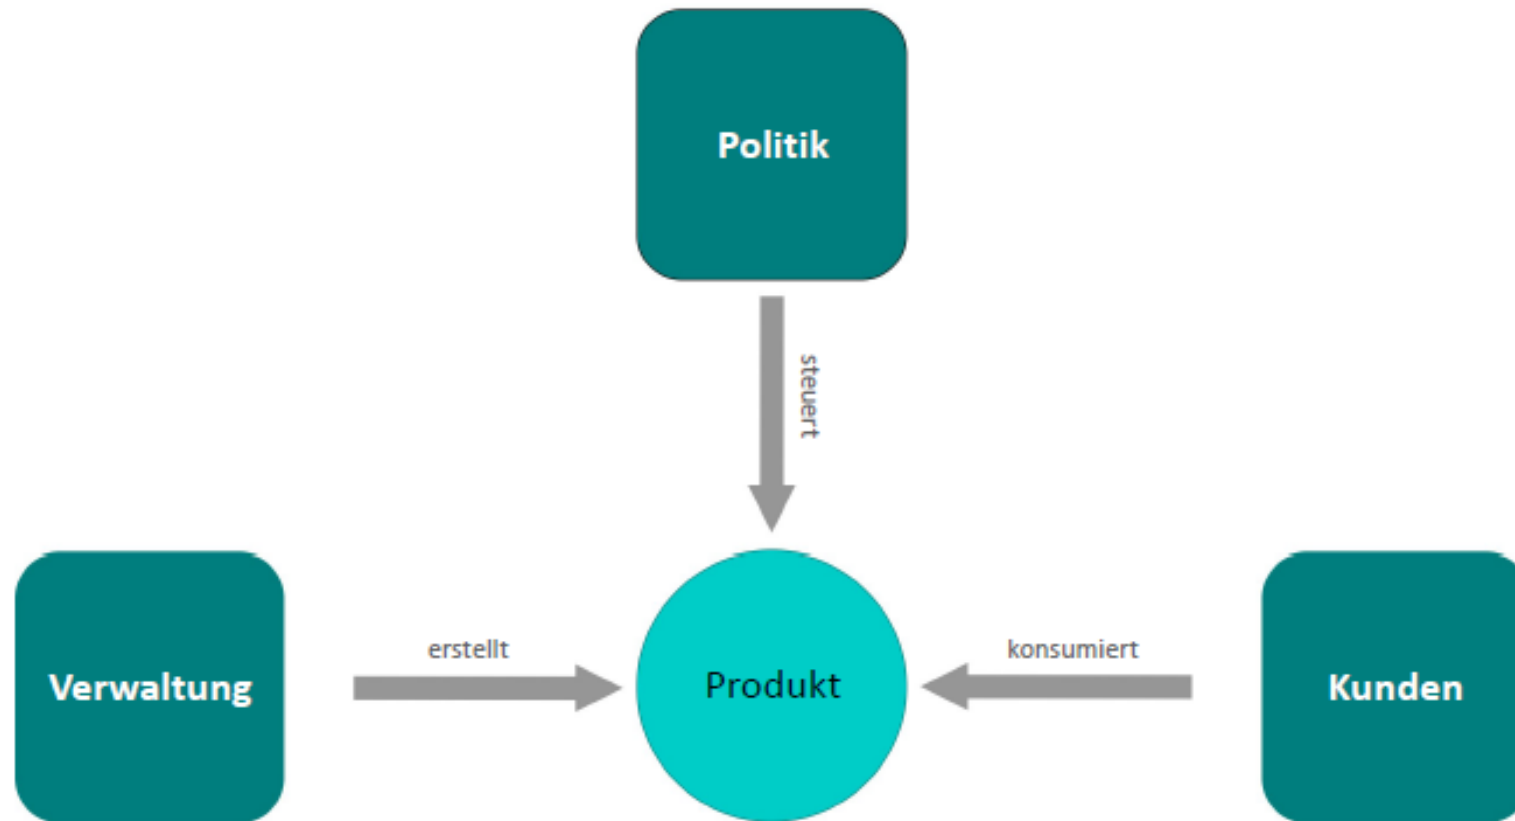 Politik
steuert
erstellt
konsumiert
Verwaltung
Produkt
Kunden